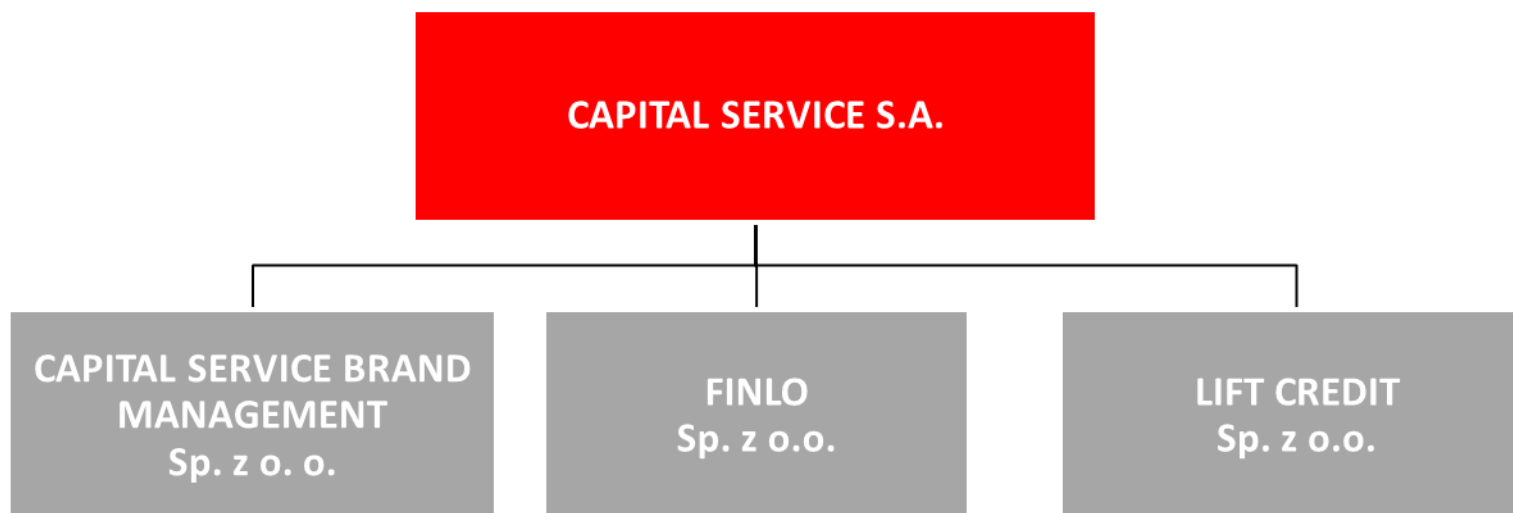 CAPITAL SERVICE S.A.
CAPITAL SERVICE BRAND
MANAGEMENT
Sp. z o. o.
FINLO
Sp. z o.o.
LIFT CREDIT
Sp. z o.o.